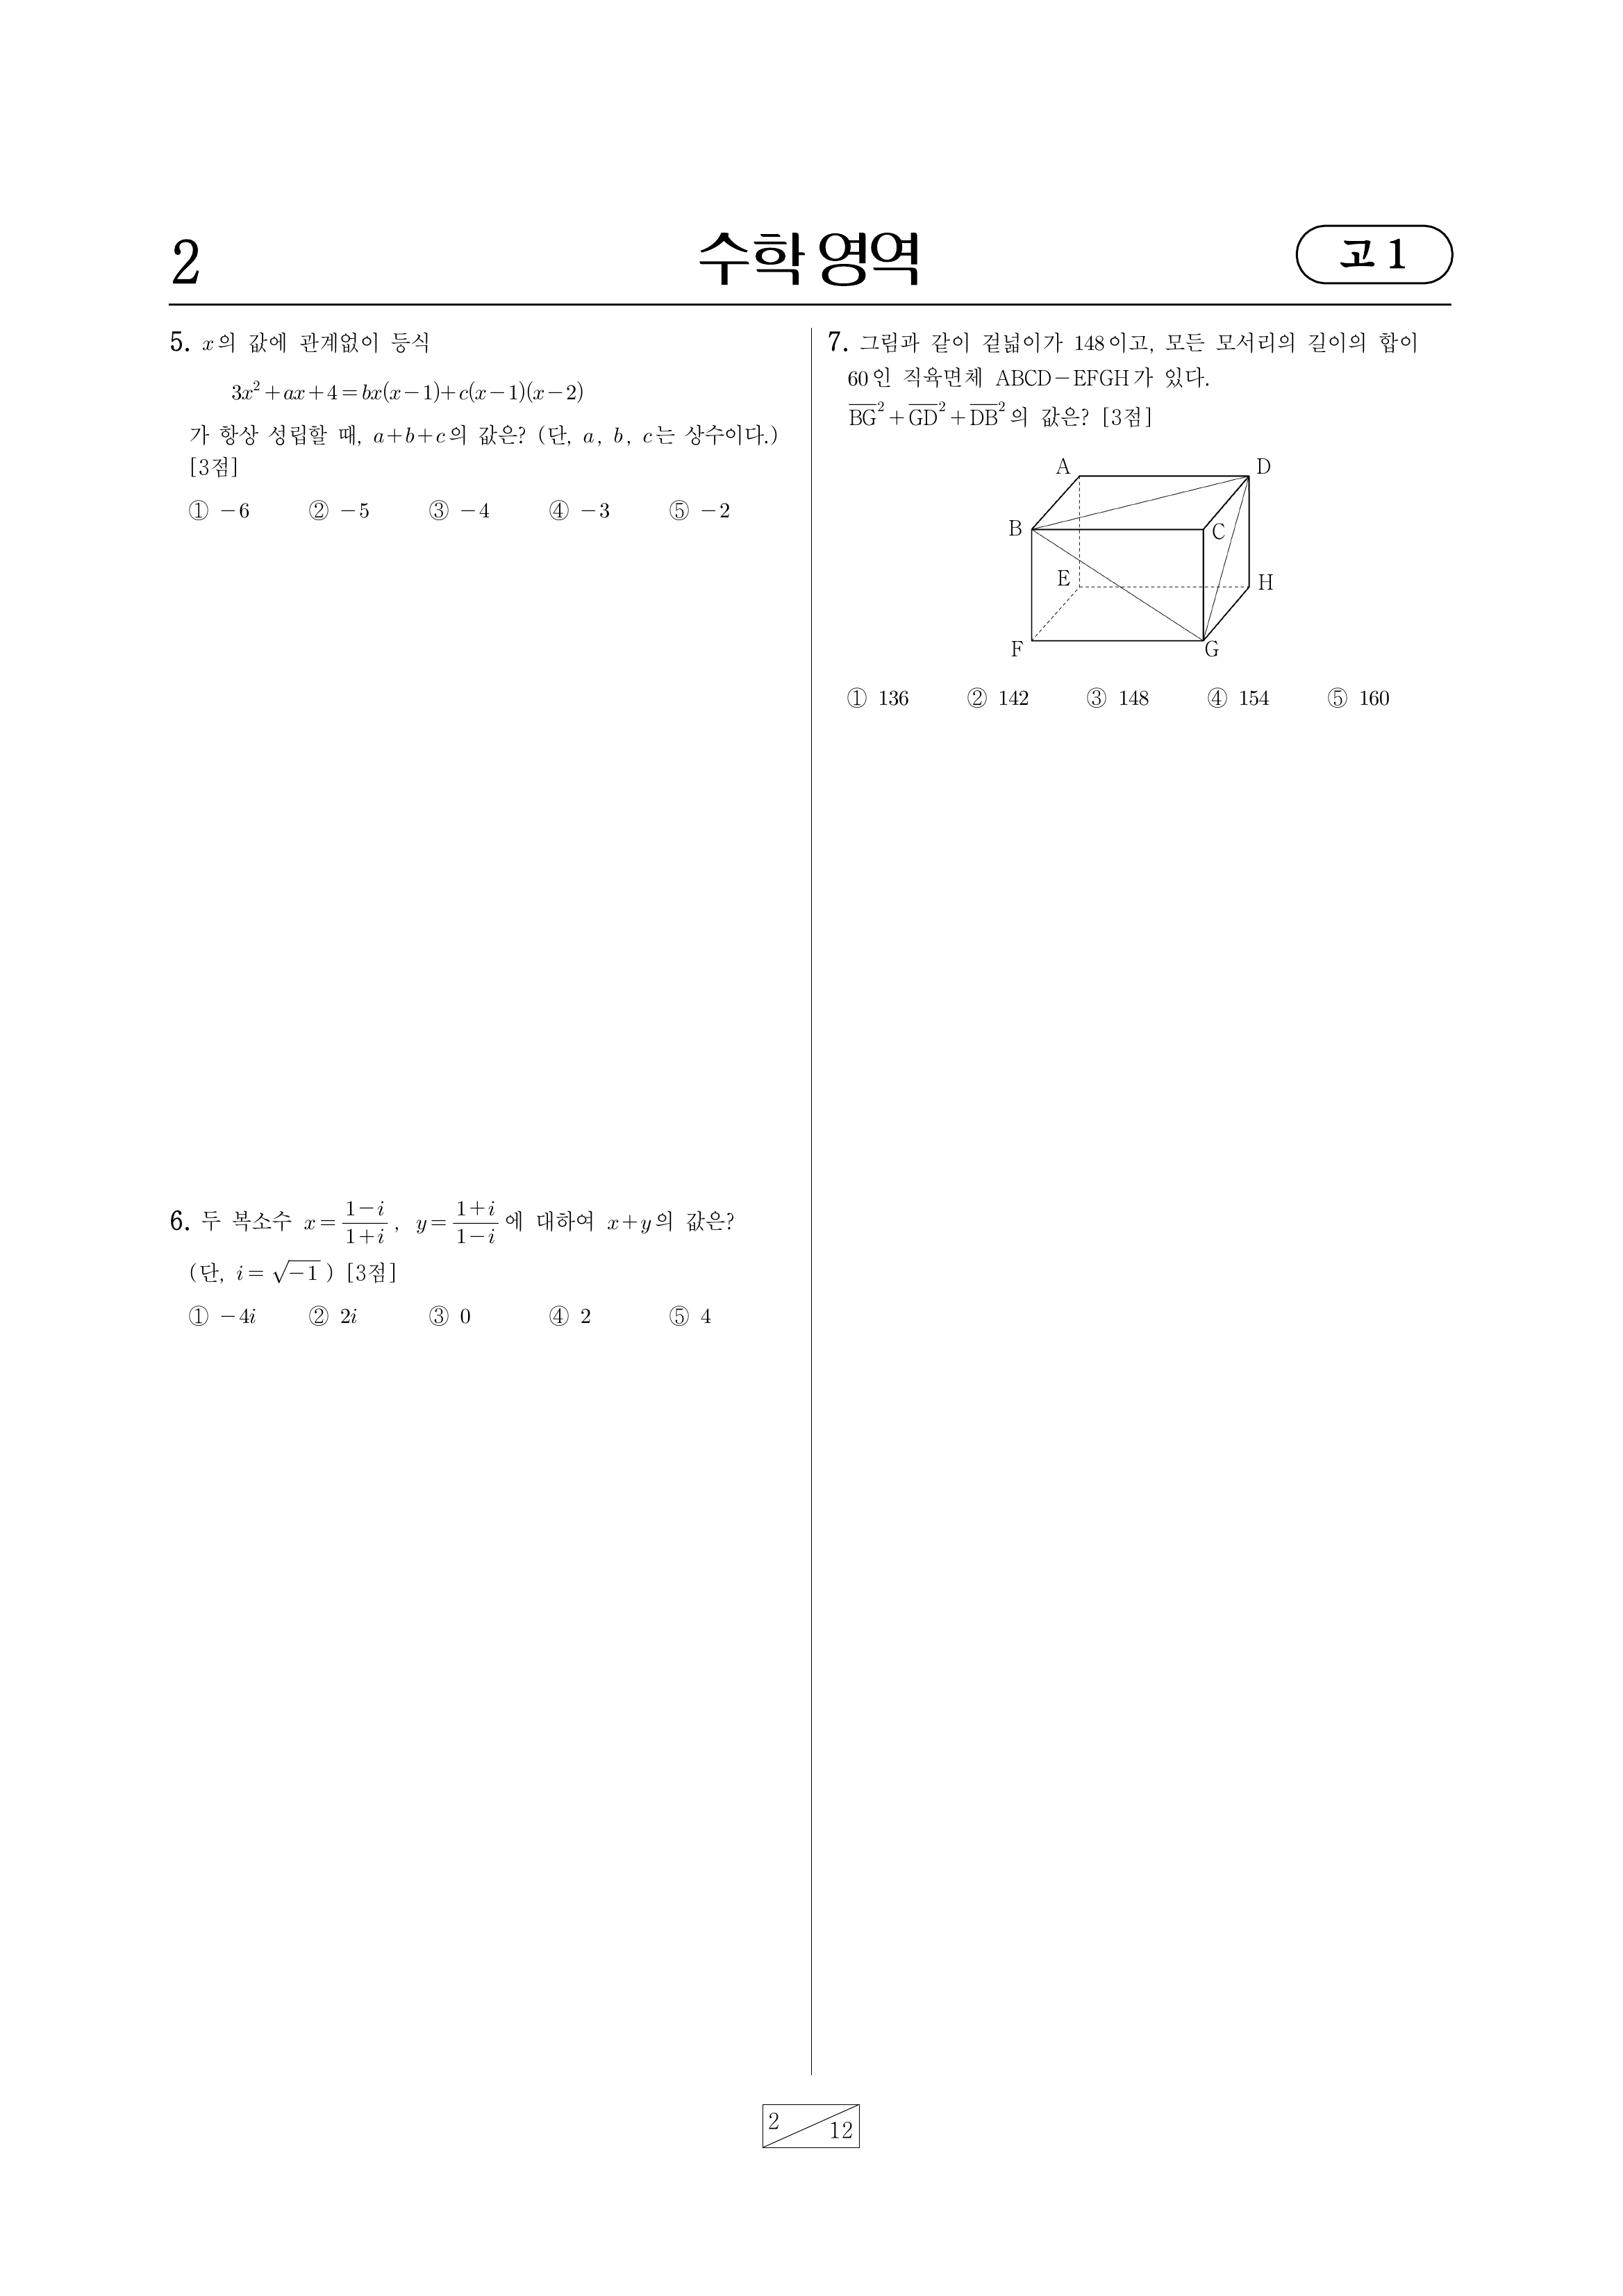 2
수학 영역
고 1
5. x의 값에 관계없이 등식
3x²+ax+4=bx(x-1)+c(x-1)(x-2)
가 항상 성립할 때, a+b+c의 값은? (단, a, b, c는 상수이다.)
[3점]
① -6 ② -5 ③ -4 ④ -3 ⑤ -2
6. 두 복소수 x=\frac{1-i}{1+i}, y=\frac{1+i}{1-i}에 대하여 x+y의 값은?
(단, i=√-1) [3점]
① -4i ② 2i ③ 0 ④ 2 ⑤ 4
7. 그림과 같이 겉넓이가 148이고, 모든 모서리의 길이의 합이
60인 직육면체 ABCD-EFGH가 있다.
\overline{BG}²+\overline{GD}²+\overline{DB}²의 값은? [3점]
A D
B C
E H
F G
① 136 ② 142 ③ 148 ④ 154 ⑤ 160
2 12